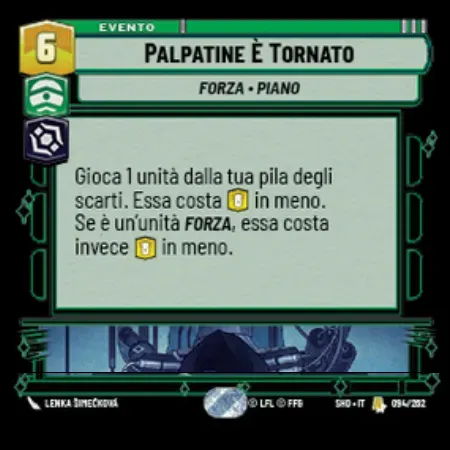 6
EVENTO
PALPATINE È TORNATO
FORZA • PIANO
Gioca 1 unità dalla tua pila degli
scarti. Essa costa in meno.
Se è un'unità FORZA, essa costa
invece in meno.
LENKA ŠIMEČKOVÁ
© LFL © FFG
SHD • IT
094/262